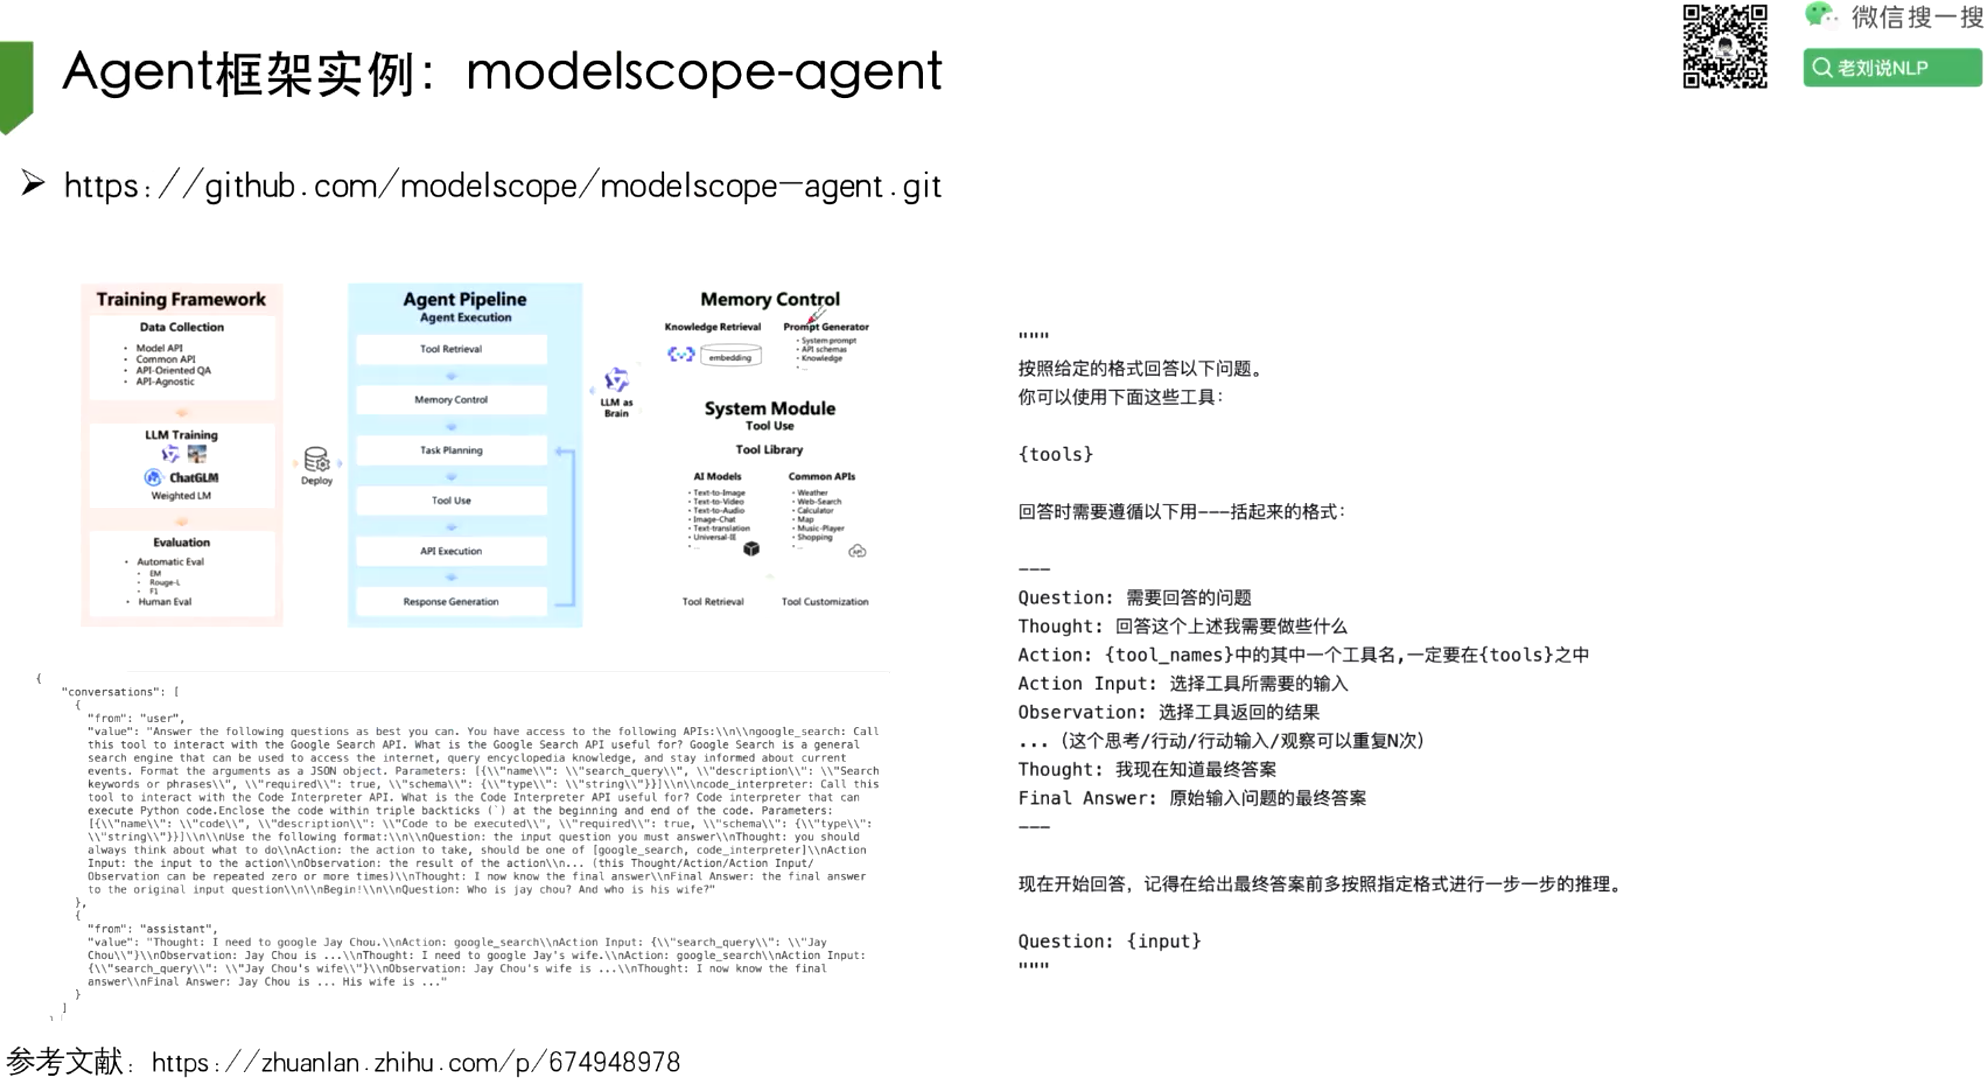 微信搜一搜
老刘说NLP
Agent框架实例：modelscope-agent
https://github.com/modelscope/modelscope-agent.git
Training Framework
Data Collection
• Model API
• Common API
• API-Oriented QA
• API-Agnostic
LLM Training
ChatGLM
Weighted LM
Evaluation
• Automatic Eval
• EM
• Rouge-L
• F1
• Human Eval
Deploy
Agent Pipeline
Agent Execution
Tool Retrieval
Memory Control
Task Planning
Tool Use
API Execution
Response Generation
LLM as
Brain
Memory Control
Knowledge Retrieval
embedding
Prompt Generator
• System prompt
• API schemas
• Knowledge
• ...
System Module
Tool Use
Tool Library
AI Models
• Text-to-Image
• Text-to-Video
• Text-to-Audio
• Image-Chat
• Text-translation
• Universal-IE
• ...
Common APIs
• Weather
• Web-Search
• Calculator
• Map
• Music-Player
• Shopping
• ...
API
Tool Retrieval
Tool Customization
{
"conversations": [
{
"from": "user",
"value": "Answer the following questions as best you can. You have access to the following APIs:\\n\\ngoogle_search: Call
this tool to interact with the Google Search API. What is the Google Search API useful for? Google Search is a general
search engine that can be used to access the internet, query encyclopedia knowledge, and stay informed about current
events. Format the arguments as a JSON object. Parameters: [{\\"name\\": \\"search_query\\", \\"description\\": \\"Search
keywords or phrases\\", \\"required\\": true, \\"schema\\": {\\"type\\": \\"string\\"}}]\\n\\ncode_interpreter: Call this
tool to interact with the Code Interpreter API. What is the Code Interpreter API useful for? Code interpreter that can
execute Python code.Enclose the code within triple backticks (`) at the beginning and end of the code. Parameters:
[{\\"name\\": \\"code\\", \\"description\\": \\"Code to be executed\\", \\"required\\": true, \\"schema\\": {\\"type\\":
\\"string\\"}}]\\n\\nUse the following format:\\n\\nQuestion: the input question you must answer\\nThought: you should
always think about what to do\\nAction: the action to take, should be one of [google_search, code_interpreter]\\nAction
Input: the input to the action\\nObservation: the result of the action\\n... (this Thought/Action/Action Input/
Observation can be repeated zero or more times)\\nThought: I now know the final answer\\nFinal Answer: the final answer
to the original input question\\n\\nBegin!\\n\\nQuestion: Who is jay chou? And who is his wife?"
},
{
"from": "assistant",
"value": "Thought: I need to google Jay Chou.\\nAction: google_search\\nAction Input: {\\"search_query\\": \\"Jay
Chou\\"}\\nObservation: Jay Chou is ...\\nThought: I need to google Jay's wife.\\nAction: google_search\\nAction Input:
{\\"search_query\\": \\"Jay Chou's wife\\"}\\nObservation: Jay Chou's wife is ...\\nThought: I now know the final
answer\\nFinal Answer: Jay Chou is ... His wife is ..."
}
]
"""
按照给定的格式回答以下问题。
你可以使用下面这些工具：
{tools}
回答时需要遵循以下用---括起来的格式：
---
Question: 需要回答的问题
Thought: 回答这个上述我需要做些什么
Action: {tool_names}中的其中一个工具名,一定要在{tools}之中
Action Input: 选择工具所需要的输入
Observation: 选择工具返回的结果
...（这个思考/行动/行动输入/观察可以重复N次）
Thought: 我现在知道最终答案
Final Answer: 原始输入问题的最终答案
---
现在开始回答，记得在给出最终答案前多按照指定格式进行一步一步的推理。
Question: {input}
"""
参考文献：https://zhuanlan.zhihu.com/p/674948978